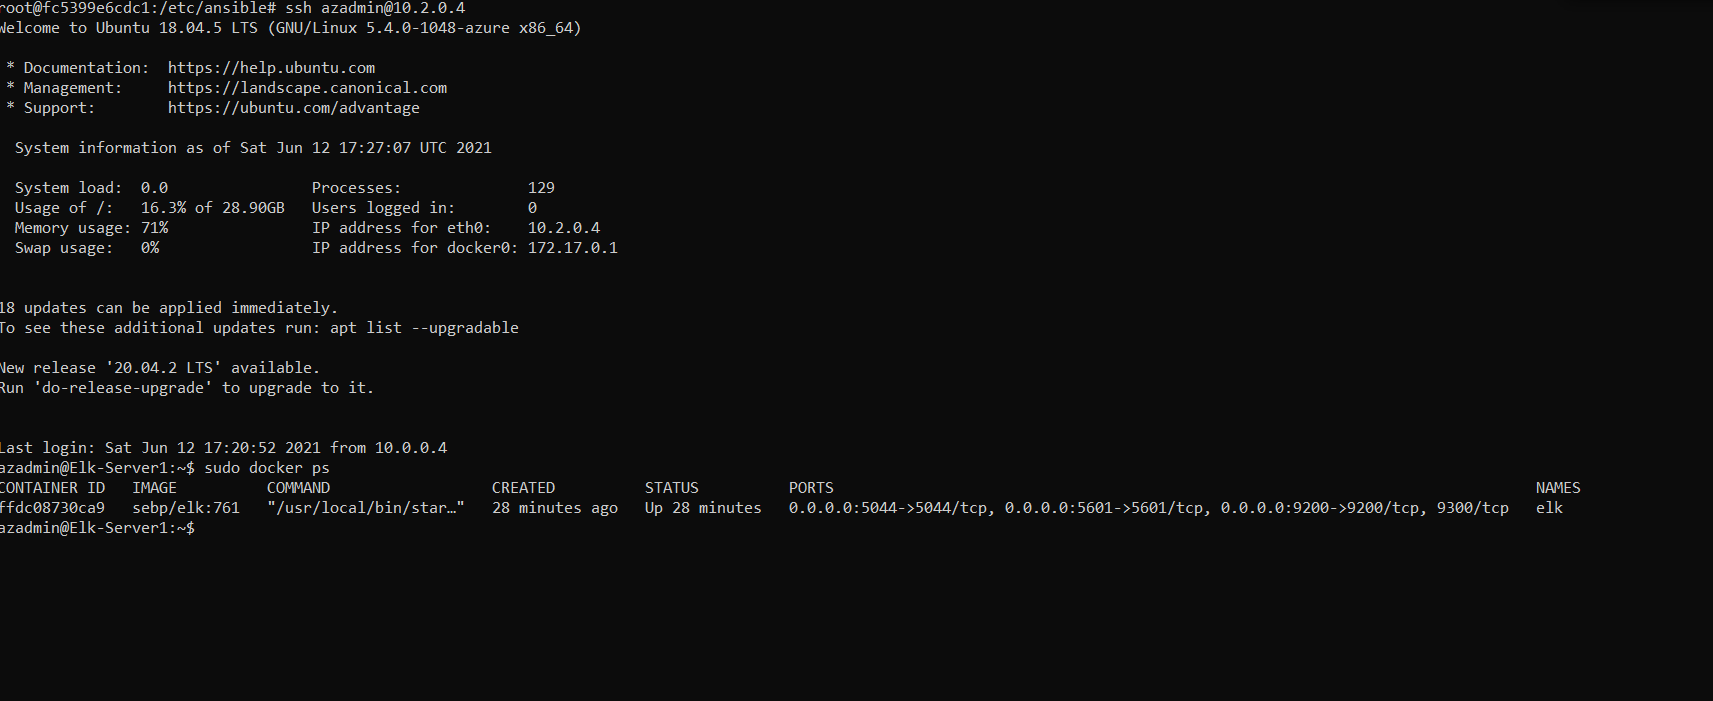 root@fc5399e6cdc1:/etc/ansible# ssh azadmin@10.2.0.4
Welcome to Ubuntu 18.04.5 LTS (GNU/Linux 5.4.0-1048-azure x86_64)
* Documentation:  https://help.ubuntu.com
* Management:     https://landscape.canonical.com
* Support:        https://ubuntu.com/advantage
System information as of Sat Jun 12 17:27:07 UTC 2021
System load:  0.0                Processes:              129
Usage of /:   16.3% of 28.90GB   Users logged in:        0
Memory usage: 71%                IP address for eth0:    10.2.0.4
Swap usage:   0%                 IP address for docker0: 172.17.0.1
18 updates can be applied immediately.
To see these additional updates run: apt list --upgradable
New release '20.04.2 LTS' available.
Run 'do-release-upgrade' to upgrade to it.
Last login: Sat Jun 12 17:20:52 2021 from 10.0.0.4
azadmin@Elk-Server1:~$ sudo docker ps
CONTAINER ID   IMAGE          COMMAND                  CREATED          STATUS          PORTS                                                                              NAMES
ffdc08730ca9   sebp/elk:761   "/usr/local/bin/star…"   28 minutes ago   Up 28 minutes   0.0.0.0:5044->5044/tcp, 0.0.0.0:5601->5601/tcp, 0.0.0.0:9200->9200/tcp, 9300/tcp   elk
azadmin@Elk-Server1:~$